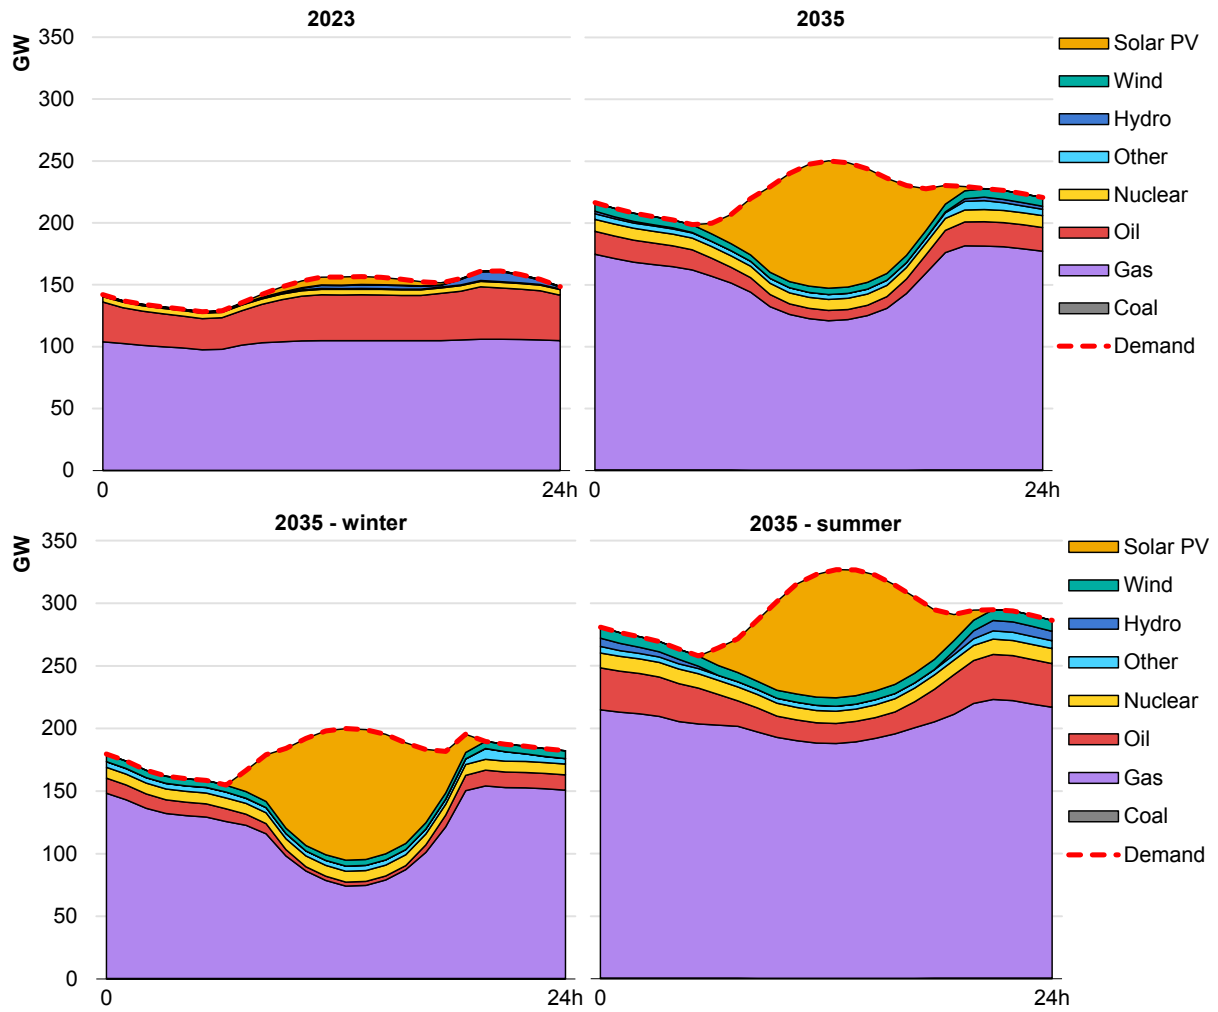 2023
2035
GW
350
300
250
200
150
100
50
0
0
24h
0
24h
Solar PV
Wind
Hydro
Other
Nuclear
Oil
Gas
Coal
Demand
2035 - winter
2035 - summer
GW
350
300
250
200
150
100
50
0
0
24h
0
24h
Solar PV
Wind
Hydro
Other
Nuclear
Oil
Gas
Coal
Demand